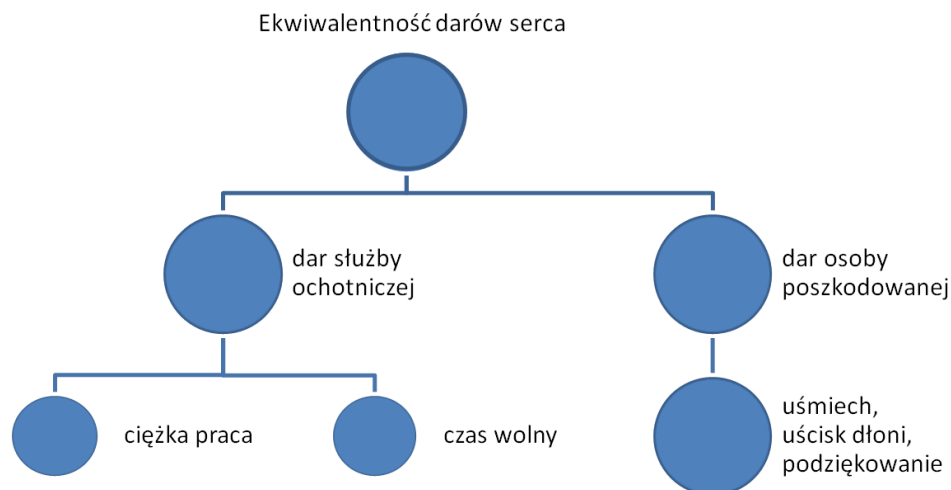 Ekwiwalentność darów serca
dar służby
ochotniczej
dar osoby
poszkodowanej
ciężka praca
czas wolny
uśmiech,
uścisk dłoni,
podziękowanie